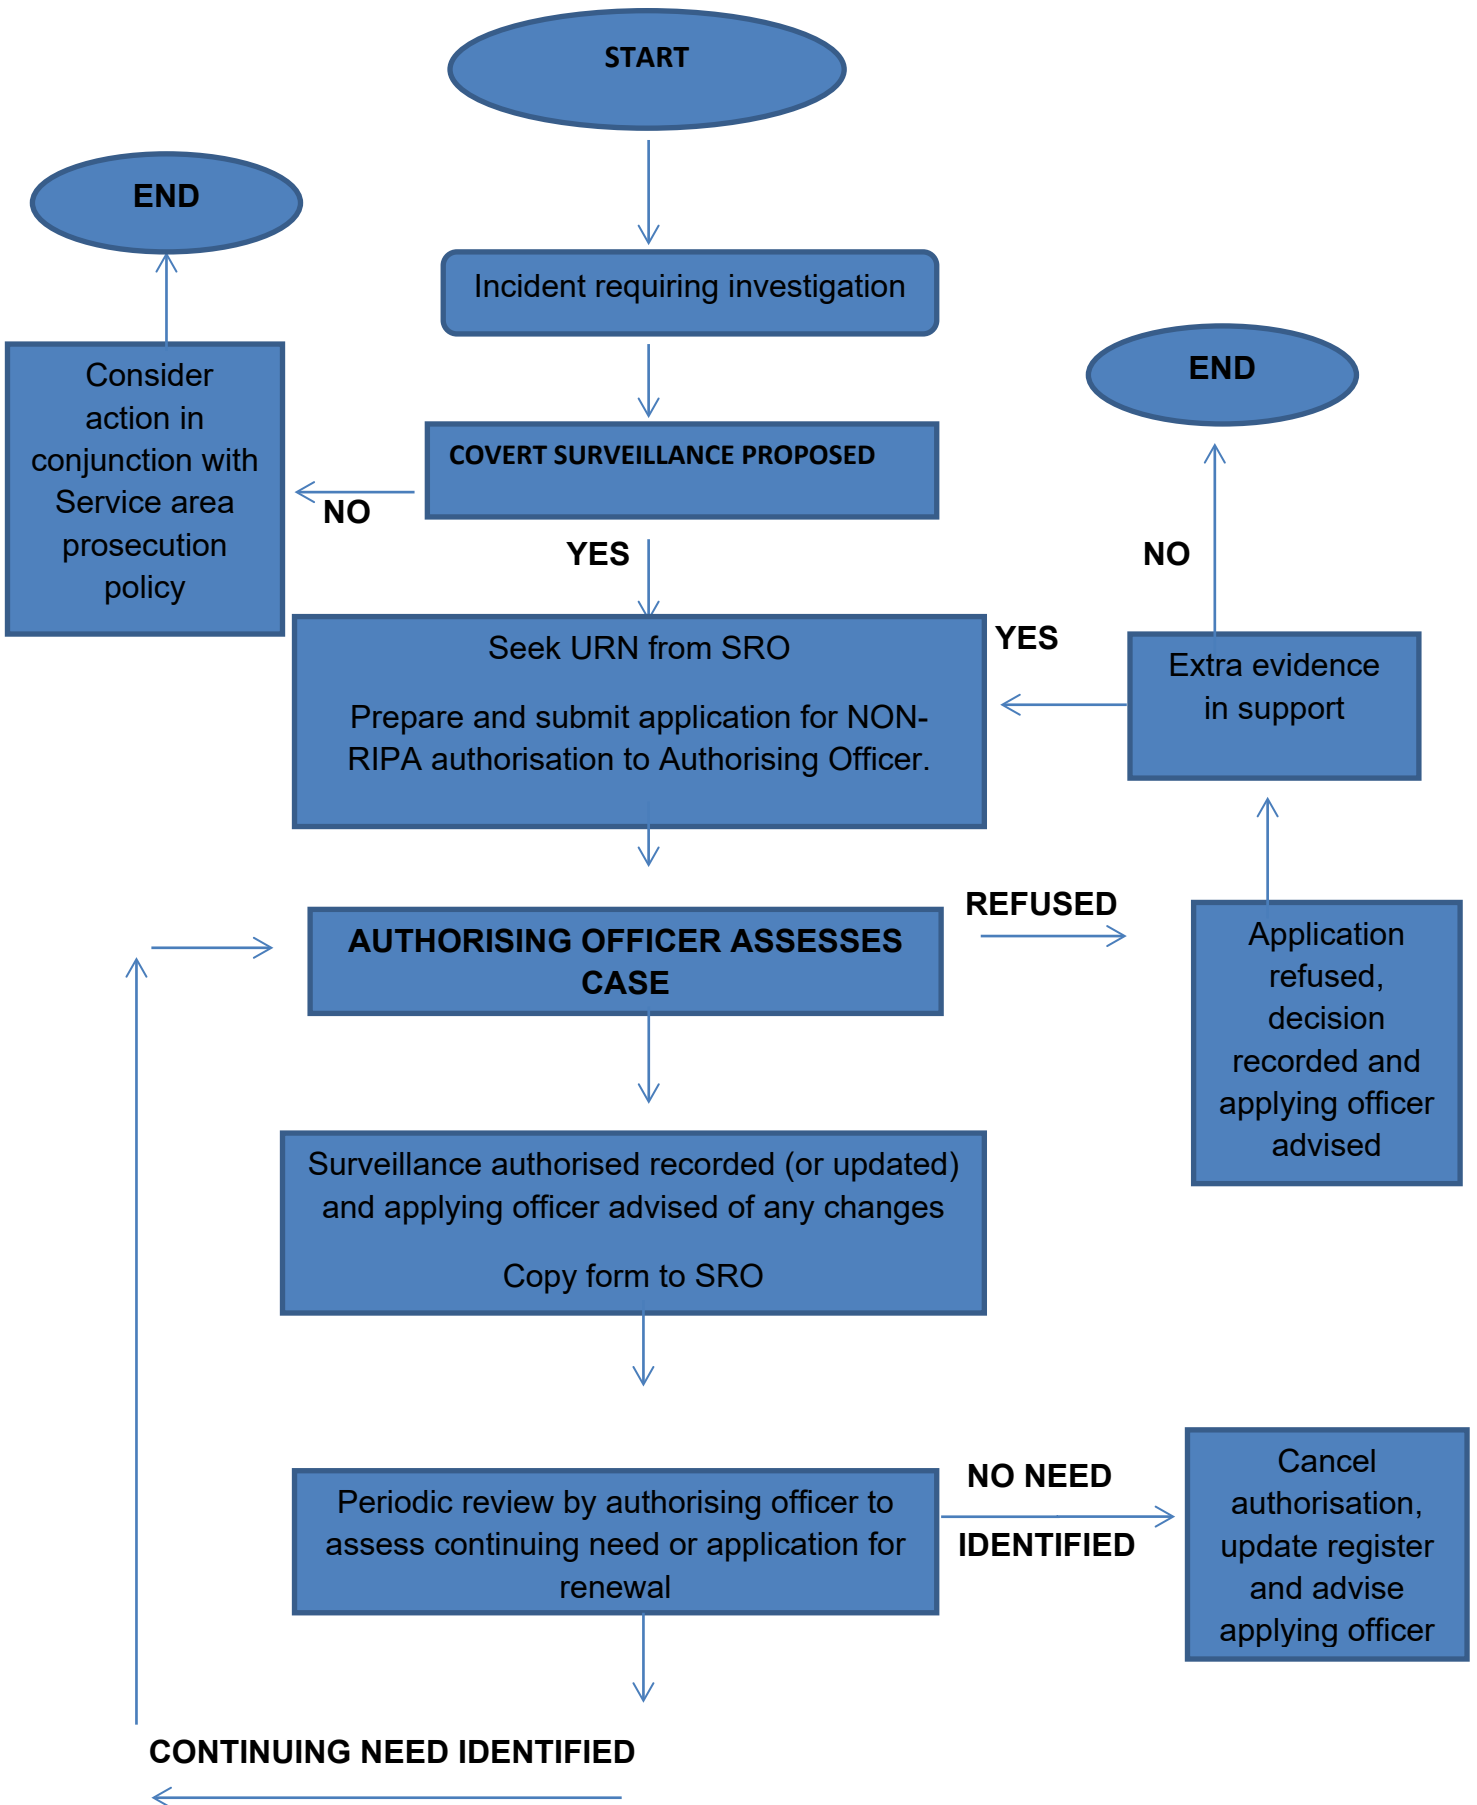 START
END
Incident requiring investigation
Consider
action in
conjunction with
Service area
prosecution
policy
END
COVERT SURVEILLANCE PROPOSED
NO
YES
NO
Seek URN from SRO
Prepare and submit application for NON-
RIPA authorisation to Authorising Officer.
YES
Extra evidence
in support
AUTHORISING OFFICER ASSESSES
CASE
REFUSED
Application
refused,
decision
recorded and
applying officer
advised
Surveillance authorised recorded (or updated)
and applying officer advised of any changes
Copy form to SRO
Periodic review by authorising officer to
assess continuing need or application for
renewal
NO NEED
IDENTIFIED
Cancel
authorisation,
update register
and advise
applying officer
CONTINUING NEED IDENTIFIED